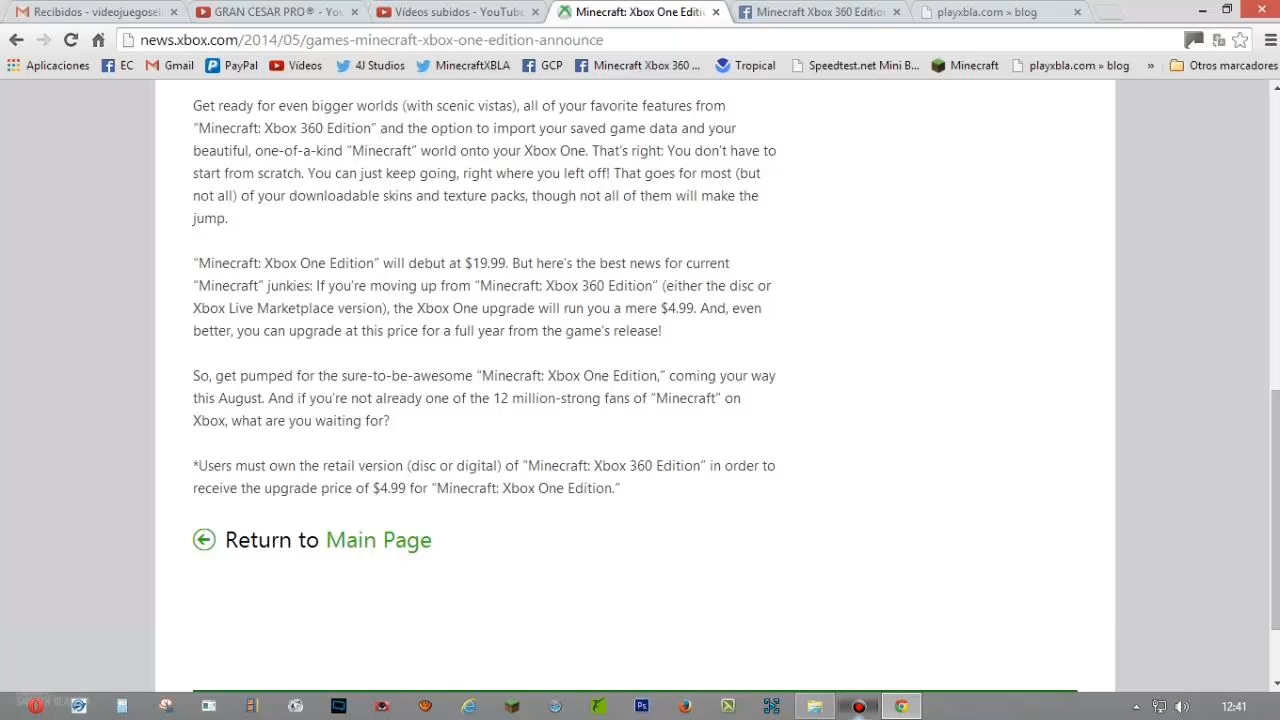 Recibidos - videojuegosel
GRAN CESAR PRO® - Yo
Vídeos subidos - YouTube
Minecraft: Xbox One Editi
Minecraft Xbox 360 Edition
playxbla.com » blog
news.xbox.com/2014/05/games-minecraft-xbox-one-edition-announce
Aplicaciones
EC
Gmail
PayPal
Vídeos
4J Studios
MinecraftXBLA
GCP
Minecraft Xbox 360 ...
Tropical
Speedtest.net Mini B...
Minecraft
playxbla.com » blog
»
Otros marcadores
Get ready for even bigger worlds (with scenic vistas), all of your favorite features from
“Minecraft: Xbox 360 Edition” and the option to import your saved game data and your
beautiful, one-of-a-kind “Minecraft” world onto your Xbox One. That’s right: You don’t have to
start from scratch. You can just keep going, right where you left off! That goes for most (but
not all) of your downloadable skins and texture packs, though not all of them will make the
jump.
“Minecraft: Xbox One Edition” will debut at $19.99. But here’s the best news for current
“Minecraft” junkies: If you’re moving up from “Minecraft: Xbox 360 Edition” (either the disc or
Xbox Live Marketplace version), the Xbox One upgrade will run you a mere $4.99. And, even
better, you can upgrade at this price for a full year from the game’s release!
So, get pumped for the sure-to-be-awesome “Minecraft: Xbox One Edition,” coming your way
this August. And if you’re not already one of the 12 million-strong fans of “Minecraft” on
Xbox, what are you waiting for?
*Users must own the retail version (disc or digital) of “Minecraft: Xbox 360 Edition” in order to
receive the upgrade price of $4.99 for “Minecraft: Xbox One Edition.”
Return to Main Page
12:41